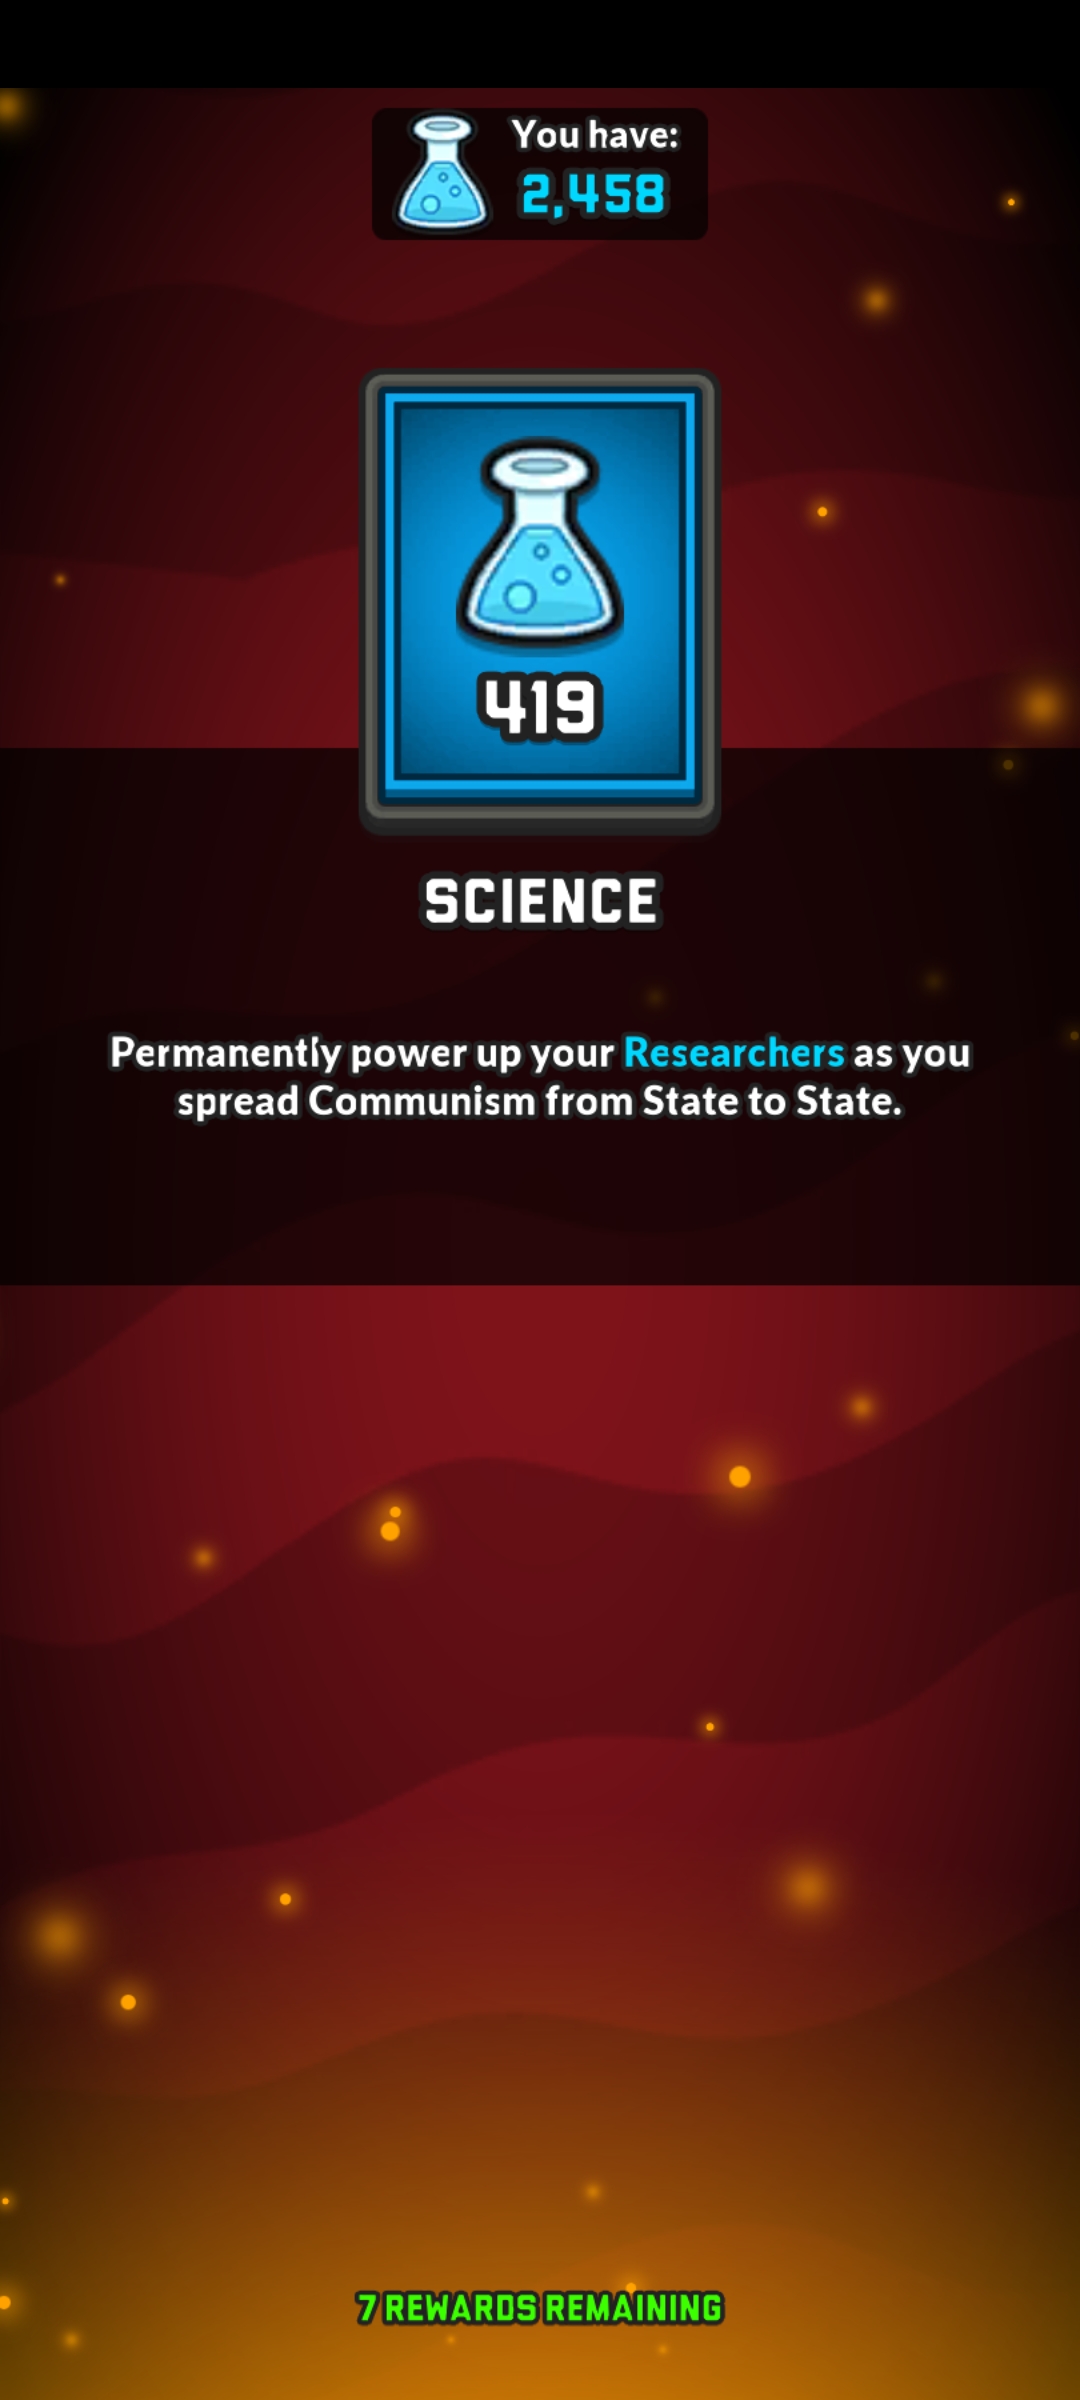 You have:
2,458
419
SCIENCE
Permanently power up your Researchers as you
spread Communism from State to State.
7 REWARDS REMAINING